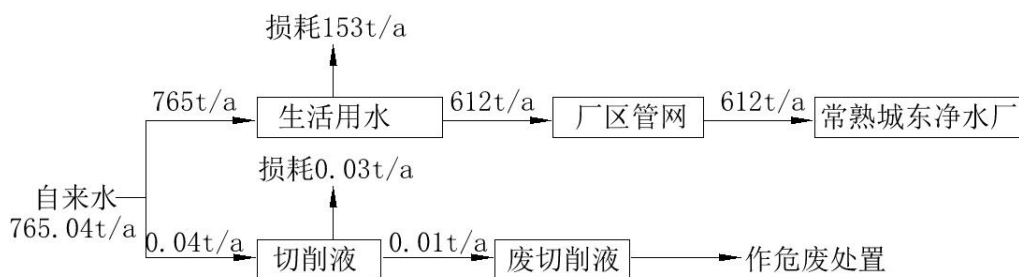 损耗153t/a
765t/a
生活用水
612t/a
厂区管网
612t/a
常熟城东净水厂
损耗0.03t/a
自来水
765.04t/a
0.04t/a
切削液
0.01t/a
废切削液
作危废处置